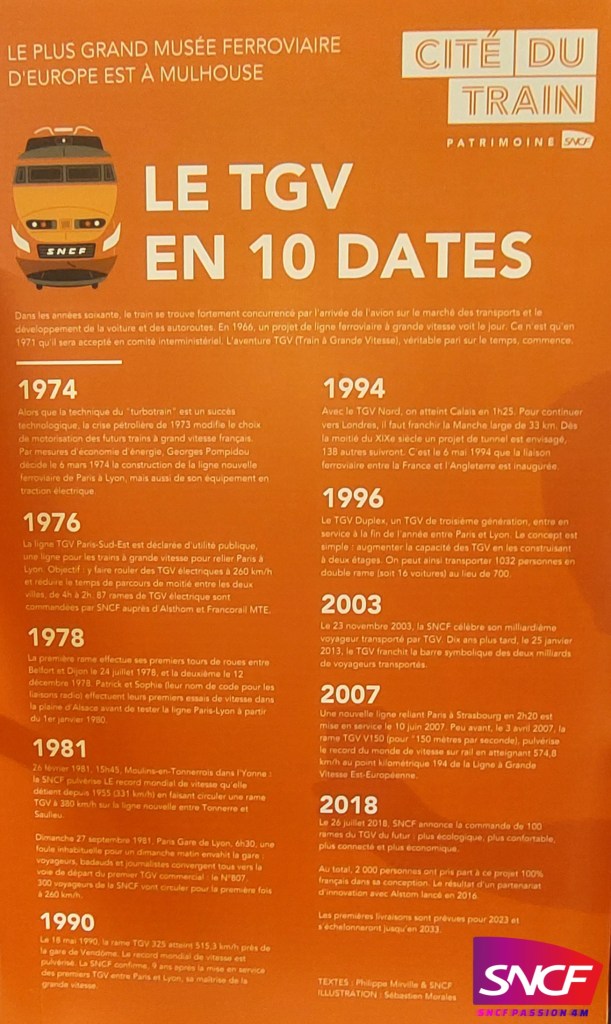 LE PLUS GRAND MUSÉE FERROVIAIRE
D'EUROPE EST À MULHOUSE
CITÉ DU
TRAIN
PATRIMOINE SNCF
SNCF
LE TGV
EN 10 DATES
Dans les années soixante, le train se trouve fortement concurrencé par l'arrivée de l'avion sur le marché des transports et le
développement de la voiture et des autoroutes. En 1966, un projet de ligne ferroviaire à grande vitesse voit le jour. Ce n'est qu'en
1971 qu'il sera accepté en comité interministériel. L'aventure TGV (Train à Grande Vitesse), véritable pari sur le temps, commence.
1974
Alors que la technique du "turbotrain" est un succès
technologique, la crise pétrolière de 1973 modifie le choix
de motorisation des futurs trains à grand vitesse français.
Par mesures d'économie d'énergie, Georges Pompidou
décide le 6 mars 1974 la construction de la ligne nouvelle
ferroviaire de Paris à Lyon, mais aussi de son équipement en
traction électrique.
1976
La ligne TGV Paris-Sud-Est est déclarée d'utilité publique,
une ligne pour les trains à grande vitesse pour relier Paris à
Lyon. Objectif : y faire rouler des TGV électriques à 260 km/h
et réduire le temps de parcours de moitié entre les deux
villes, de 4h à 2h. 87 rames de TGV électrique sont
commandées par SNCF auprès d'Alsthom et Francorail MTE.
1978
La première rame effectue ses premiers tours de roues entre
Belfort et Dijon le 24 juillet 1978, et la deuxième le 12
décembre 1978. Patrick et Sophie (leur nom de code pour les
liaisons radio) effectuent leurs premiers essais de vitesse dans
la plaine d'Alsace avant de tester la ligne Paris-Lyon à partir
du 1er janvier 1980.
1981
26 février 1981, 15h45, Moulins-en-Tonnerrois dans l'Yonne :
la SNCF pulvérise LE record mondial de vitesse qu'elle
détient depuis 1955 (331 km/h) en faisant circuler une rame
TGV à 380 km/h sur la ligne nouvelle entre Tonnerre et
Saulieu.
Dimanche 27 septembre 1981, Paris Gare de Lyon, 6h30, une
foule inhabituelle pour un dimanche matin envahit la gare :
voyageurs, badauds et journalistes convergent tous vers la
voie de départ du premier TGV commercial : le N°807.
300 voyageurs de la SNCF vont circuler pour la première fois
à 260 km/h.
1990
Le 18 mai 1990, la rame TGV 325 atteint 515,3 km/h près de
la gare de Vendôme. Le record mondial de vitesse est
pulvérisé. La SNCF confirme, 9 ans après la mise en service
des premiers TGV entre Paris et Lyon, sa maîtrise de la
grande vitesse.
1994
Avec le TGV Nord, on atteint Calais en 1h25. Pour continuer
vers Londres, il faut franchir la Manche large de 33 km. Dès
la moitié du XIXe siècle un projet de tunnel est envisagé,
138 autres suivront. C'est le 6 mai 1994 que la liaison
ferroviaire entre la France et l'Angleterre est inaugurée.
1996
Le TGV Duplex, un TGV de troisième génération, entre en
service à la fin de l'année entre Paris et Lyon. Le concept est
simple : augmenter la capacité des TGV en les construisant
à deux étages. On peut ainsi transporter 1032 personnes en
double rame (soit 16 voitures) au lieu de 700.
2003
Le 23 novembre 2003, la SNCF célèbre son milliardième
voyageur transporté par TGV. Dix ans plus tard, le 25 janvier
2013, le TGV franchit la barre symbolique des deux milliards
de voyageurs transportés.
2007
Une nouvelle ligne reliant Paris à Strasbourg en 2h20 est
mise en service le 10 juin 2007. Peu avant, le 3 avril 2007, la
rame TGV V150 (pour "150 mètres par seconde), pulvérise
le record du monde de vitesse sur rail en atteignant 574,8
km/h au point kilométrique 194 de la Ligne à Grande
Vitesse Est-Européenne.
2018
Le 26 juillet 2018, SNCF annonce la commande de 100
rames du TGV du futur : plus écologique, plus confortable,
plus connecté et plus économique.
Au total, 2 000 personnes ont pris part à ce projet 100%
français dans sa conception. Le résultat d'un partenariat
d'innovation avec Alstom lancé en 2016.
Les premières livraisons sont prévues pour 2023 et
s'échelonneront jusqu'en 2033.
TEXTES : Philippe Mirville & SNCF
ILLUSTRATION : Sébastien Morales
SNCF
SNCF PASSION 4M